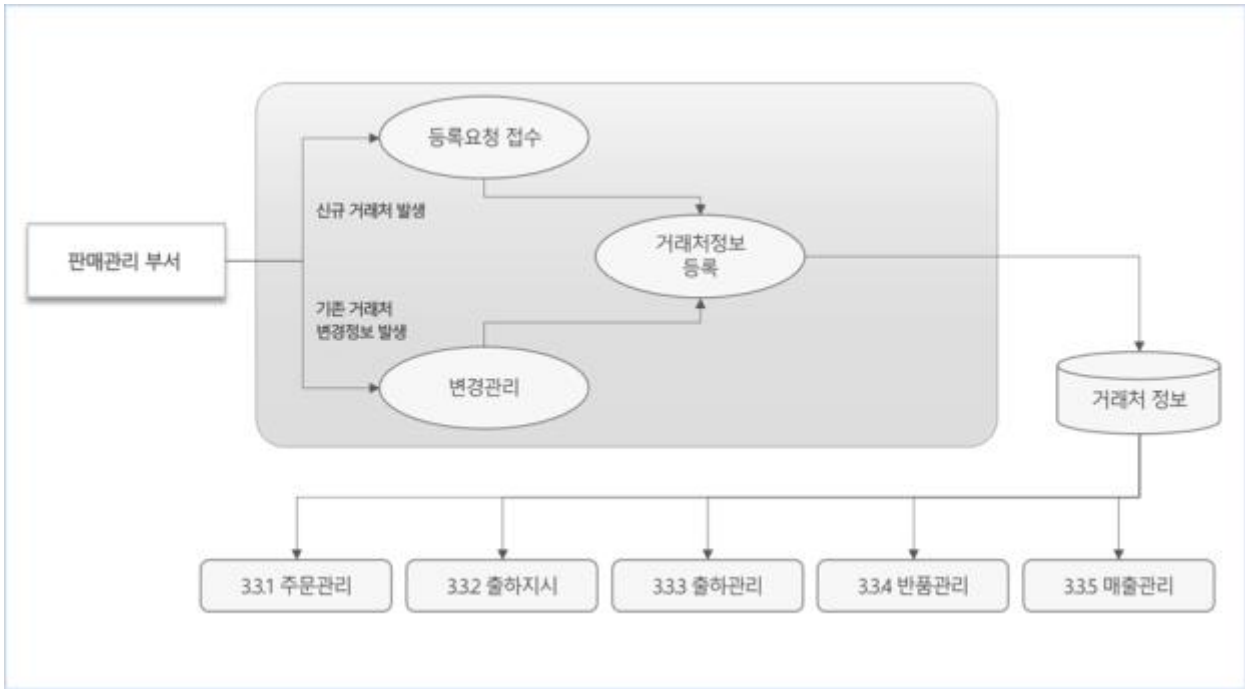 등록요청 접수
신규 거래처 발생
판매관리 부서
거래처정보
등록
기존 거래처
변경정보 발생
변경관리
거래처 정보
3.3.1 주문관리
3.3.2 출하지시
3.3.3 출하관리
3.3.4 반품관리
3.3.5 매출관리